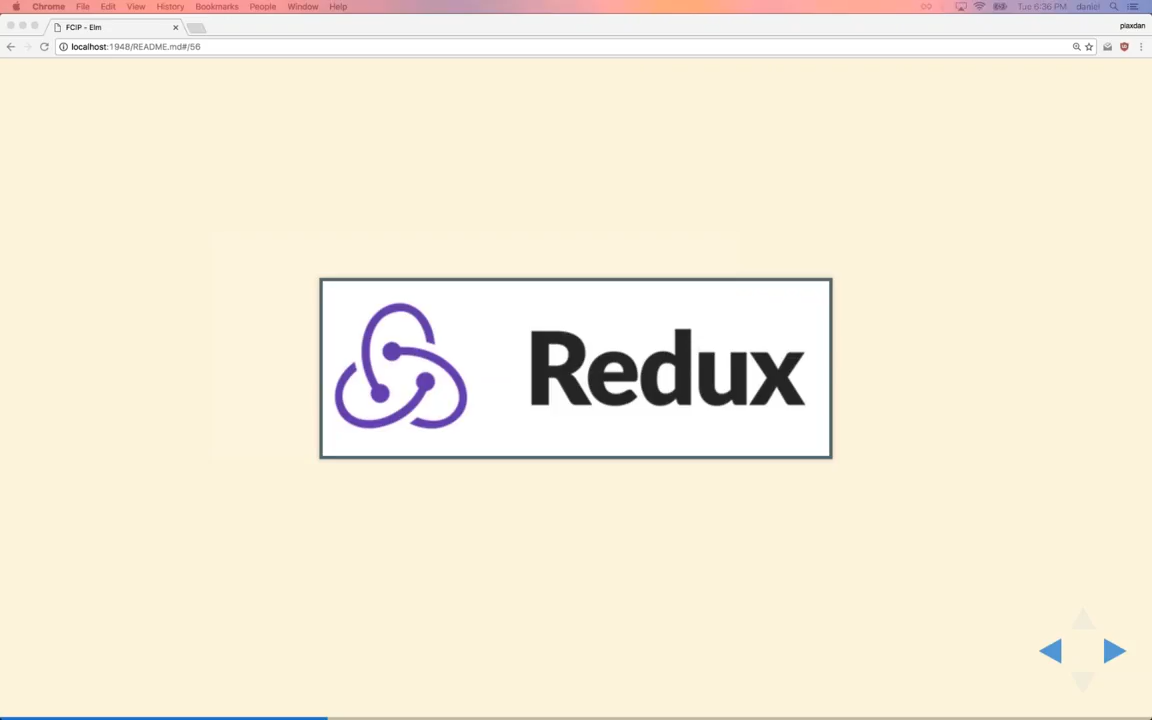 Chrome File Edit View History Bookmarks People Window Help Tue 6:36 PM daniel
FCIP - Elm
plaxdan
localhost:1948/README.md#/56
Redux